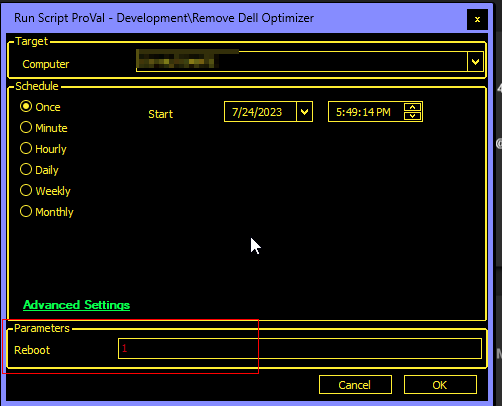 Run Script ProVal - Development\Remove Dell Optimizer
x
Target
Computer
Schedule
Once
Start
7/24/2023
5:49:14 PM
Minute
Hourly
Daily
Weekly
Monthly
Advanced Settings
Parameters
Reboot
1
Cancel
OK